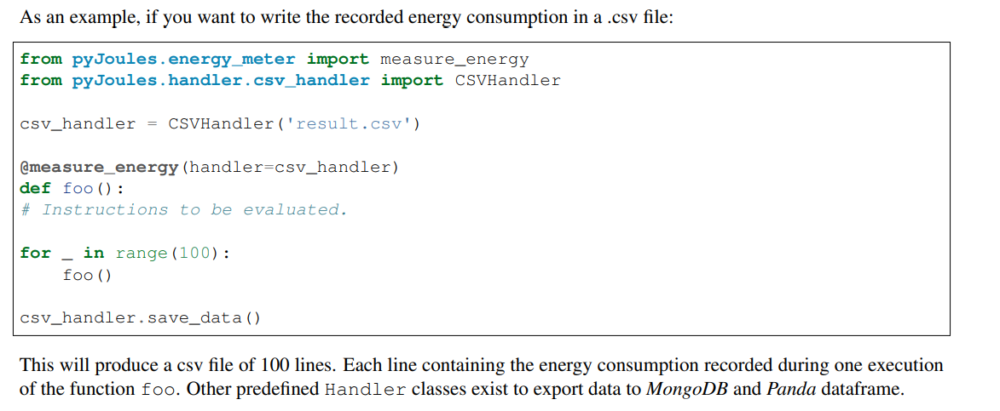 As an example, if you want to write the recorded energy consumption in a .csv file:
from pyJoules.energy_meter import measure_energy
from pyJoules.handler.csv_handler import CSVHandler
csv_handler = CSVHandler('result.csv')
@measure_energy(handler=csv_handler)
def foo():
# Instructions to be evaluated.
for _ in range(100):
    foo()
csv_handler.save_data()
This will produce a csv file of 100 lines. Each line containing the energy consumption recorded during one execution
of the function foo. Other predefined Handler classes exist to export data to MongoDB and Panda dataframe.